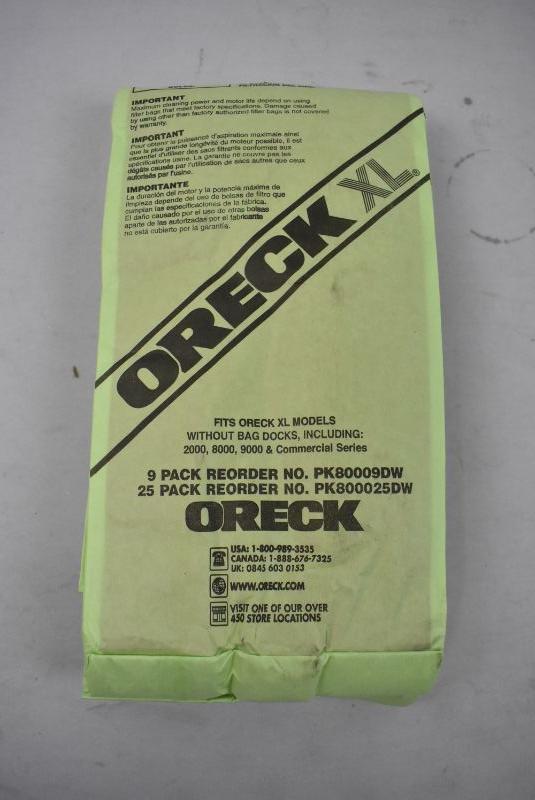 IMPORTANT
Maximum cleaning power and motor life depend on using
filter bags that meet factory specifications. Damage caused
by using other than factory authorized filter bags is not covered
by warranty.
IMPORTANT
Pour obtenir la puissance d'aspiration maximale ainsi
que la plus grande longévité du moteur possible, il est
essentiel d'utiliser des sacs filtrants conformes aux
spécifications usine. La garantie ne couvre pas les
dégâts causés par l'utilisation de sacs autres que ceux
autorisés par l'usine.
IMPORTANTE
La duración del motor y la potencia máxima de
limpieza depende del uso de bolsas de filtro que
cumplan las especificaciones de la fábrica.
El daño causado por el uso de otras bolsas
aparte de las autorizadas por el fabricante
no está cubierto por la garantía.
ORECK XL®
FITS ORECK XL MODELS
WITHOUT BAG DOCKS, INCLUDING:
2000, 8000, 9000 & Commercial Series
9 PACK REORDER NO. PK80009DW
25 PACK REORDER NO. PK800025DW
ORECK
USA: 1-800-989-3535
CANADA: 1-888-676-7325
UK: 0845 603 0153
WWW.ORECK.COM
VISIT ONE OF OUR OVER
450 STORE LOCATIONS